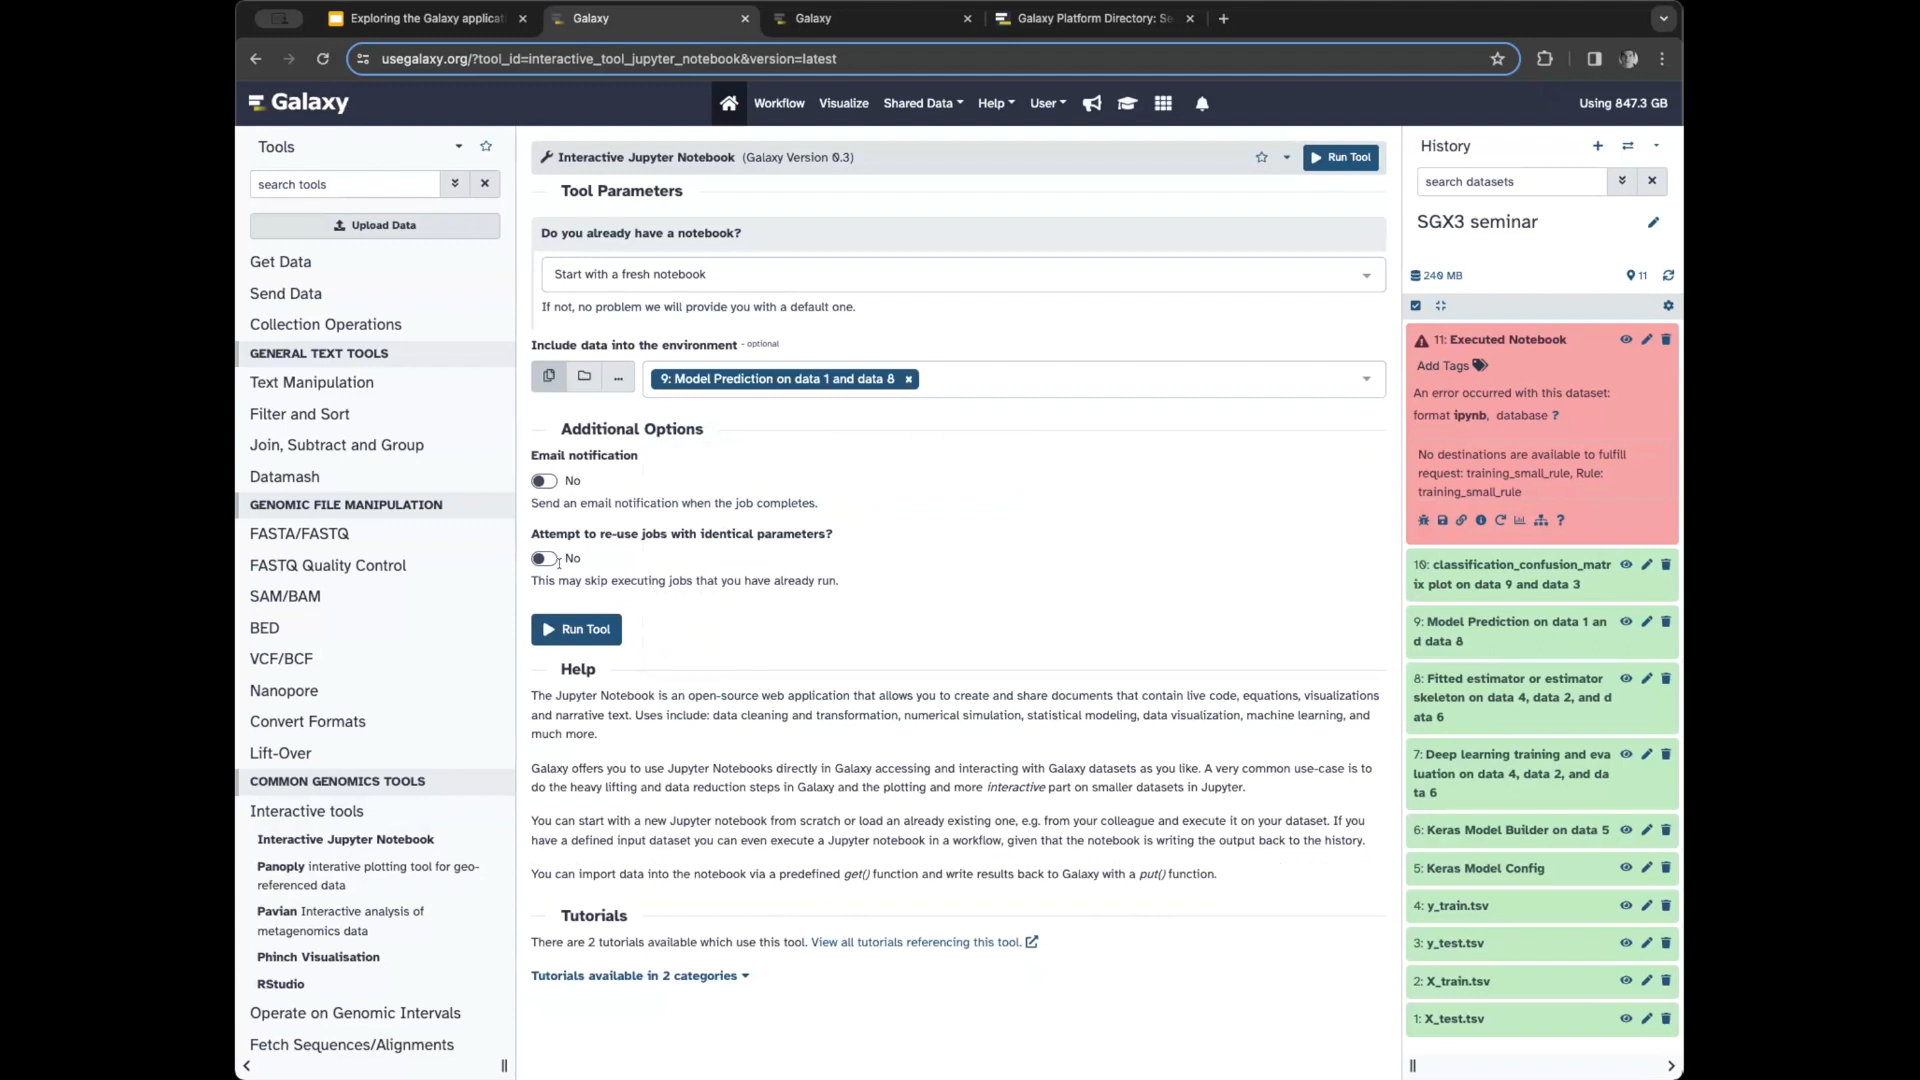 Exploring the Galaxy applicat
Galaxy
Galaxy
Galaxy Platform Directory: Se
usegalaxy.org/?tool_id=interactive_tool_jupyter_notebook&version=latest
Galaxy
Workflow
Visualize
Shared Data
Help
User
Using 847.3 GB
Tools
search tools
Upload Data
Get Data
Send Data
Collection Operations
GENERAL TEXT TOOLS
Text Manipulation
Filter and Sort
Join, Subtract and Group
Datamash
GENOMIC FILE MANIPULATION
FASTA/FASTQ
FASTQ Quality Control
SAM/BAM
BED
VCF/BCF
Nanopore
Convert Formats
Lift-Over
COMMON GENOMICS TOOLS
Interactive tools
Interactive Jupyter Notebook
Panoply interative plotting tool for geo-
referenced data
Pavian Interactive analysis of
metagenomics data
Phinch Visualisation
RStudio
Operate on Genomic Intervals
Fetch Sequences/Alignments
Interactive Jupyter Notebook (Galaxy Version 0.3)
Run Tool
Tool Parameters
Do you already have a notebook?
Start with a fresh notebook
If not, no problem we will provide you with a default one.
Include data into the environment - optional
...
9: Model Prediction on data 1 and data 8 ×
Additional Options
Email notification
No
Send an email notification when the job completes.
Attempt to re-use jobs with identical parameters?
No
This may skip executing jobs that you have already run.
Run Tool
Help
The Jupyter Notebook is an open-source web application that allows you to create and share documents that contain live code, equations, visualizations
and narrative text. Uses include: data cleaning and transformation, numerical simulation, statistical modeling, data visualization, machine learning, and
much more.
Galaxy offers you to use Jupyter Notebooks directly in Galaxy accessing and interacting with Galaxy datasets as you like. A very common use-case is to
do the heavy lifting and data reduction steps in Galaxy and the plotting and more interactive part on smaller datasets in Jupyter.
You can start with a new Jupyter notebook from scratch or load an already existing one, e.g. from your colleague and execute it on your dataset. If you
have a defined input dataset you can even execute a Jupyter notebook in a workflow, given that the notebook is writing the output back to the history.
You can import data into the notebook via a predefined get() function and write results back to Galaxy with a put() function.
Tutorials
There are 2 tutorials available which use this tool. View all tutorials referencing this tool.
Tutorials available in 2 categories
History
search datasets
SGX3 seminar
240 MB
11
11: Executed Notebook
Add Tags
An error occurred with this dataset:
format ipynb, database ?
No destinations are available to fulfill
request: training_small_rule, Rule:
training_small_rule
10: classification_confusion_matr
ix plot on data 9 and data 3
9: Model Prediction on data 1 an
d data 8
8: Fitted estimator or estimator
skeleton on data 4, data 2, and d
ata 6
7: Deep learning training and eva
luation on data 4, data 2, and da
ta 6
6: Keras Model Builder on data 5
5: Keras Model Config
4: y_train.tsv
3: y_test.tsv
2: X_train.tsv
1: X_test.tsv